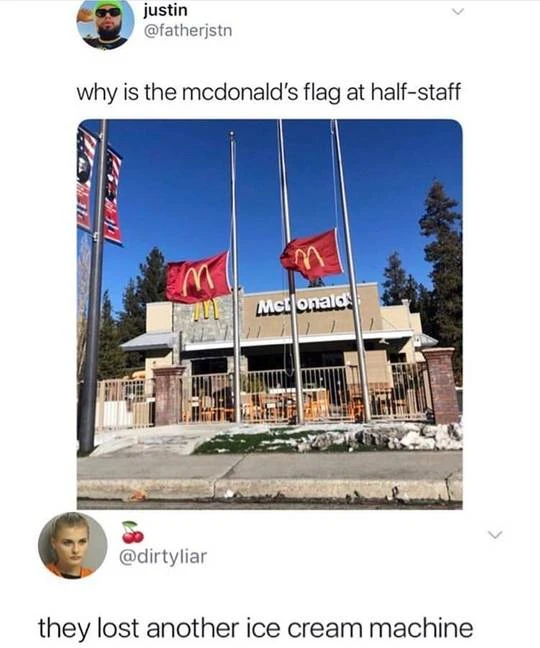 justin
@fatherjstn
why is the mcdonald's flag at half-staff
McDonald's
@dirtyliar
they lost another ice cream machine